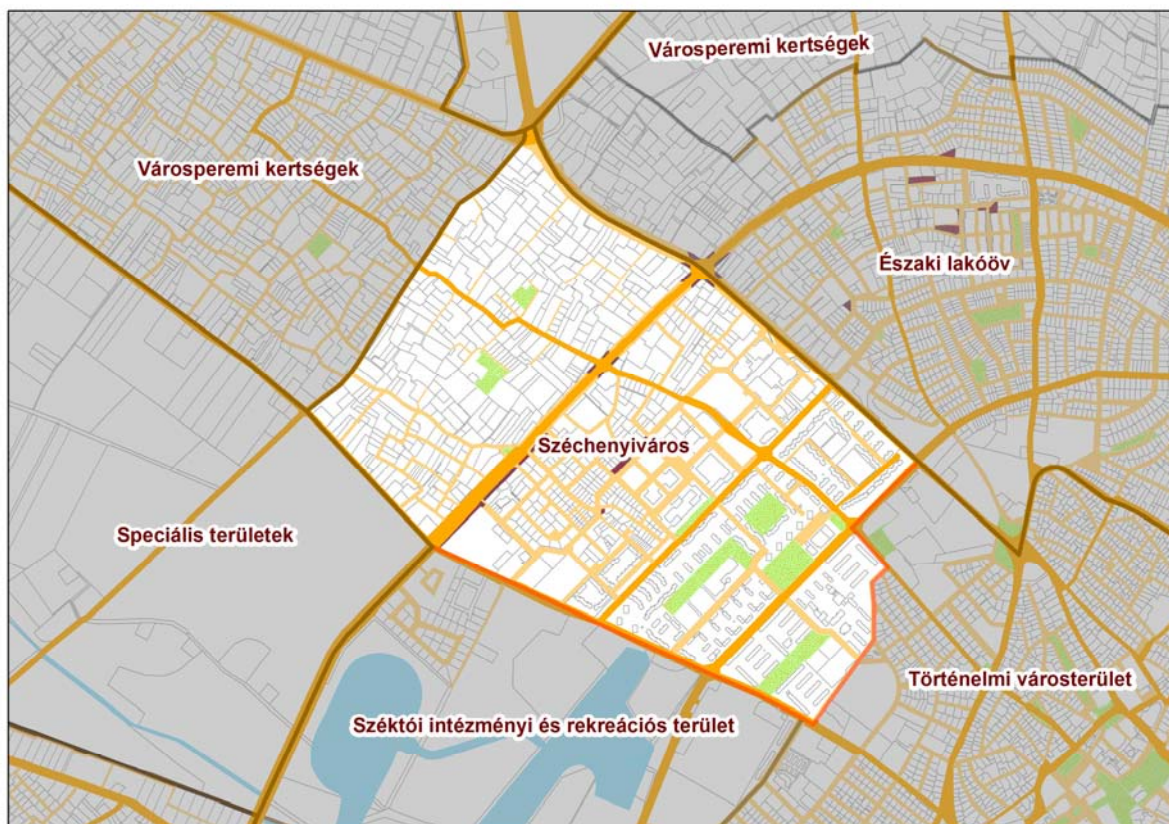 Városperemi kertségek
Városperemi kertségek
Északi lakóöv
Széchenyiváros
Speciális területek
Történelmi városterület
Széktói intézményi és rekreációs terület